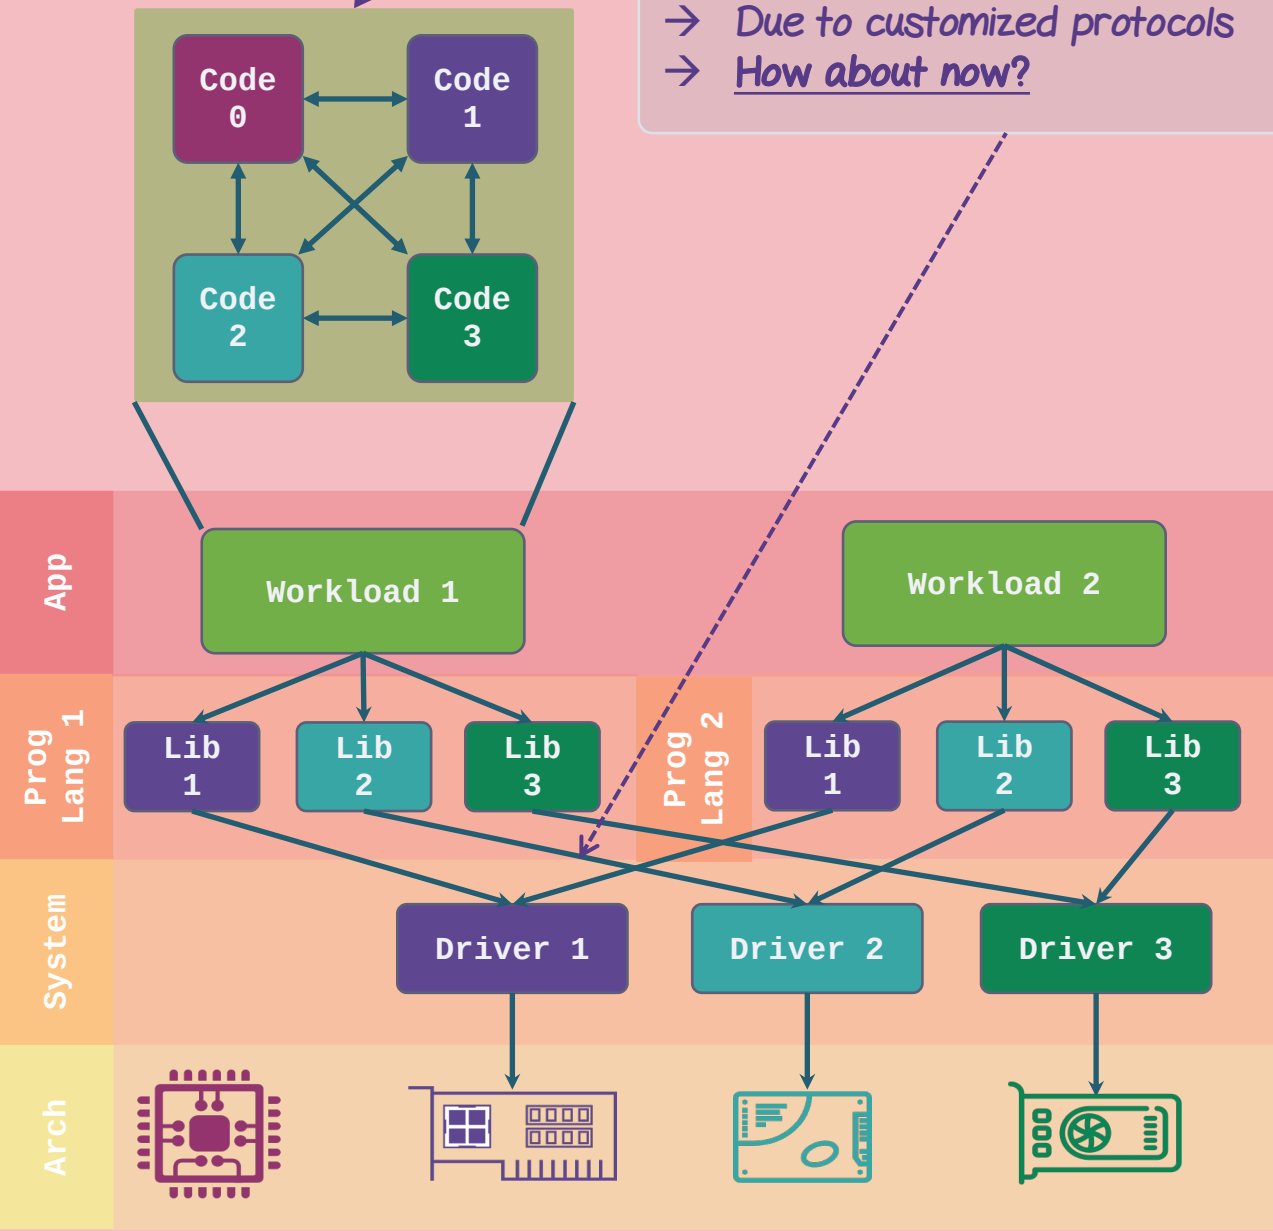 → Due to customized protocols
→ How about now?
Code
0
Code
1
Code
2
Code
3
App
Workload 1
Workload 2
Prog
Lang 1
Lib
1
Lib
2
Lib
3
Prog
Lang 2
Lib
1
Lib
2
Lib
3
System
Driver 1
Driver 2
Driver 3
Arch